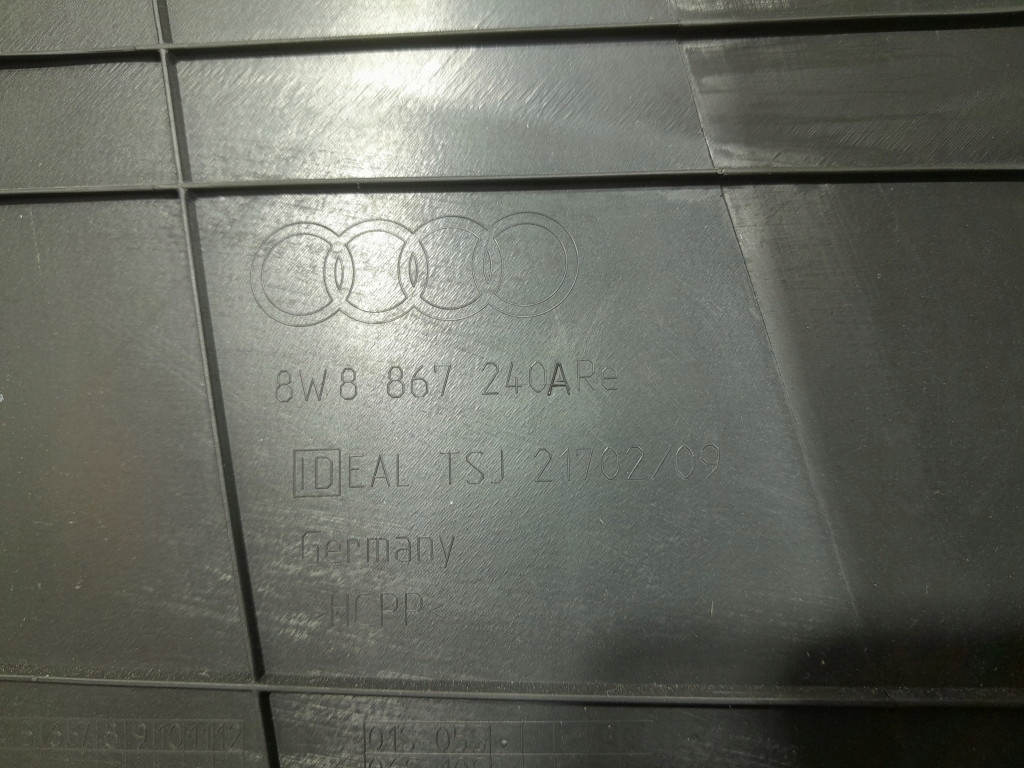 8W8 867 240ARe
IDEAL TSJ 21702/09
Germany
HCPP